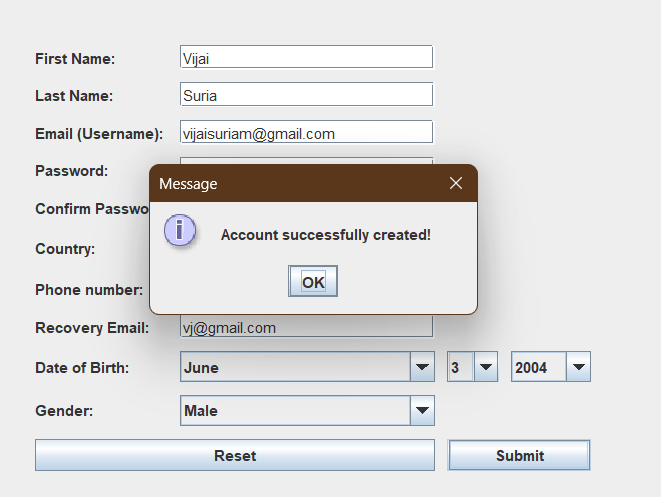 First Name: Vijai
Last Name: Suria
Email (Username): vijaisuriam@gmail.com
Password:
Message
Confirm Passwo
i
Account successfully created!
Country:
OK
Phone number:
Recovery Email: vj@gmail.com
Date of Birth: June 3 2004
Gender: Male
Reset Submit